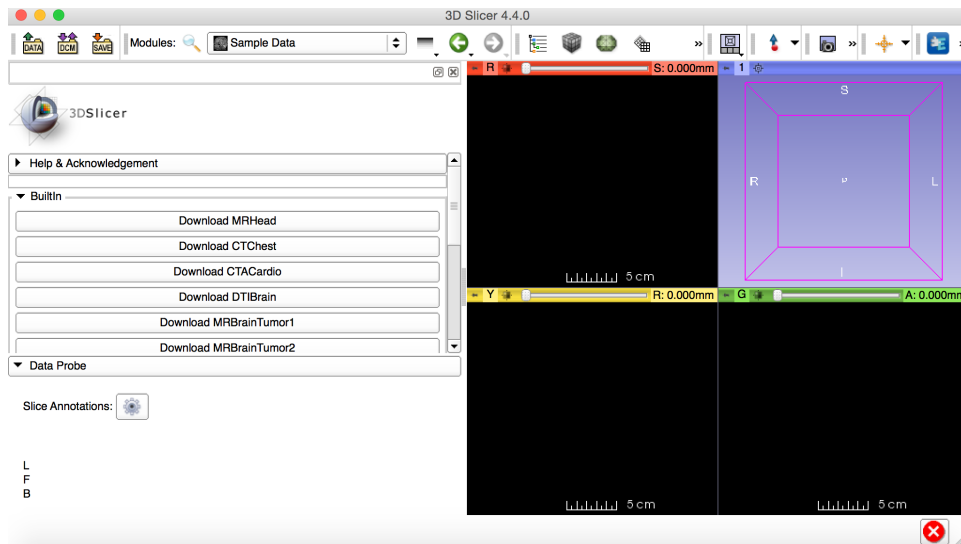 3D Slicer 4.4.0
DATA DCM SAVE Modules: Sample Data » » »
R S: 0.000mm 1
3DSlicer
Help & Acknowledgement
BuiltIn
Download MRHead
Download CTChest
Download CTACardio
Download DTIBrain
Download MRBrainTumor1
Download MRBrainTumor2
Data Probe
Slice Annotations:
L
F
B
S
R L
I
5 cm
Y R: 0.000mm G A: 0.000mm
5 cm 5 cm